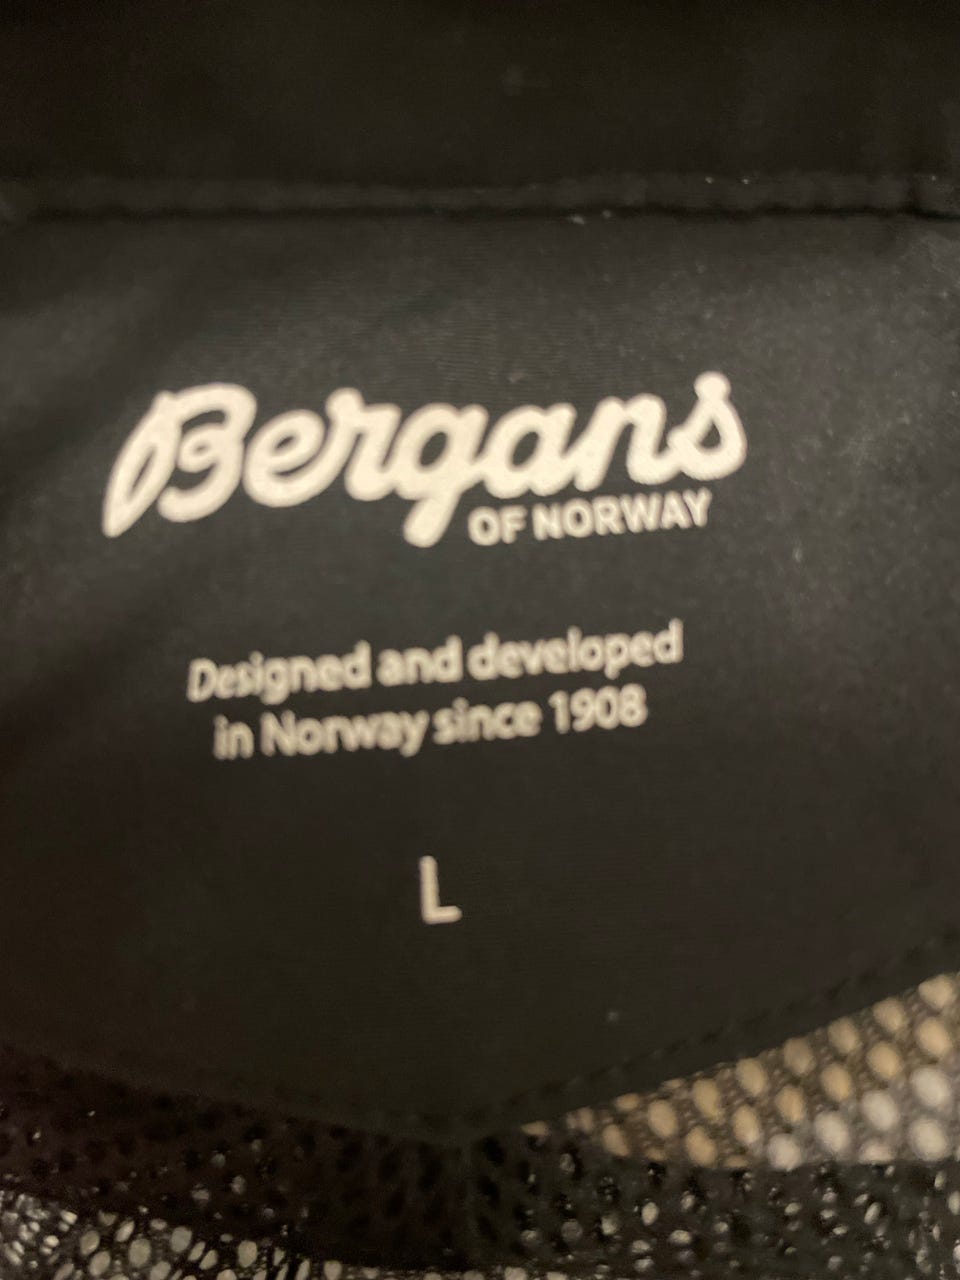 Bergans
OF NORWAY
Designed and developed
in Norway since 1908
L